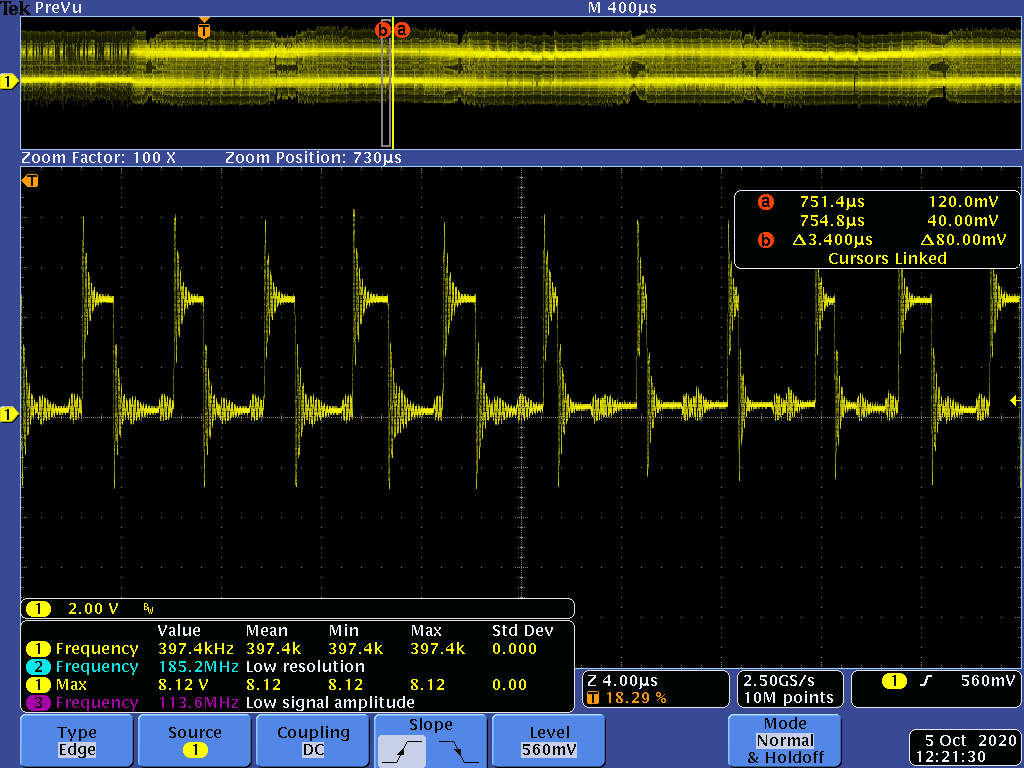 Tek PreVu M 400µs
T b a
1
Zoom Factor: 100 X Zoom Position: 730µs
T
a 751.4µs 120.0mV
754.8µs 40.00mV
b Δ3.400µs Δ80.00mV
Cursors Linked
1
1 2.00 V BW
Value Mean Min Max Std Dev
1 Frequency 397.4kHz 397.4k 397.4k 397.4k 0.000
2 Frequency 185.2MHz Low resolution
1 Max 8.12 V 8.12 8.12 8.12 0.00
3 Frequency 113.6MHz Low signal amplitude
Z 4.00µs
T 18.29 %
2.50GS/s
10M points
1 560mV
Type
Edge
Source
1
Coupling
DC
Slope
Level
560mV
Mode
Normal
& Holdoff
5 Oct 2020
12:21:30